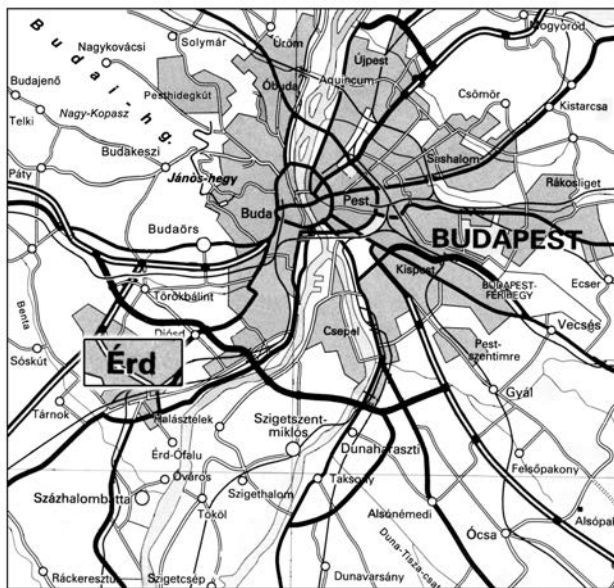 Budai-hg.
Solymár
Nagykovácsi
Üröm
Újpest
Mogyoród
Aquincum
Óbuda
Budajenő
Pesthidegkút
Csömör
Kistarcsa
Telki
Nagy-Kopasz
Budakeszi
Sashalom
Páty
János-hegy
Rákosliget
Buda
Pest
Budaörs
BUDAPEST
Kispest
Törökbálint
BUDAPEST-
FERIHEGY
Ecser
Benta
Diósd
Csepel
Vecsés
Sóskút
Érd
Pest-
szentimre
Tárnok
Halásztelek
Szigetszent-
miklós
Gyál
Érd-Ófalu
Dunaharaszti
Óváros
Felsőpakony
Százhalombatta
Szigethalom
Taksony
Tököl
Alsónémedi
Ócsa
Alsópa
Ráckeresztúr
Szigetcsép
Dunavarsány
Duna-Tisza-csat